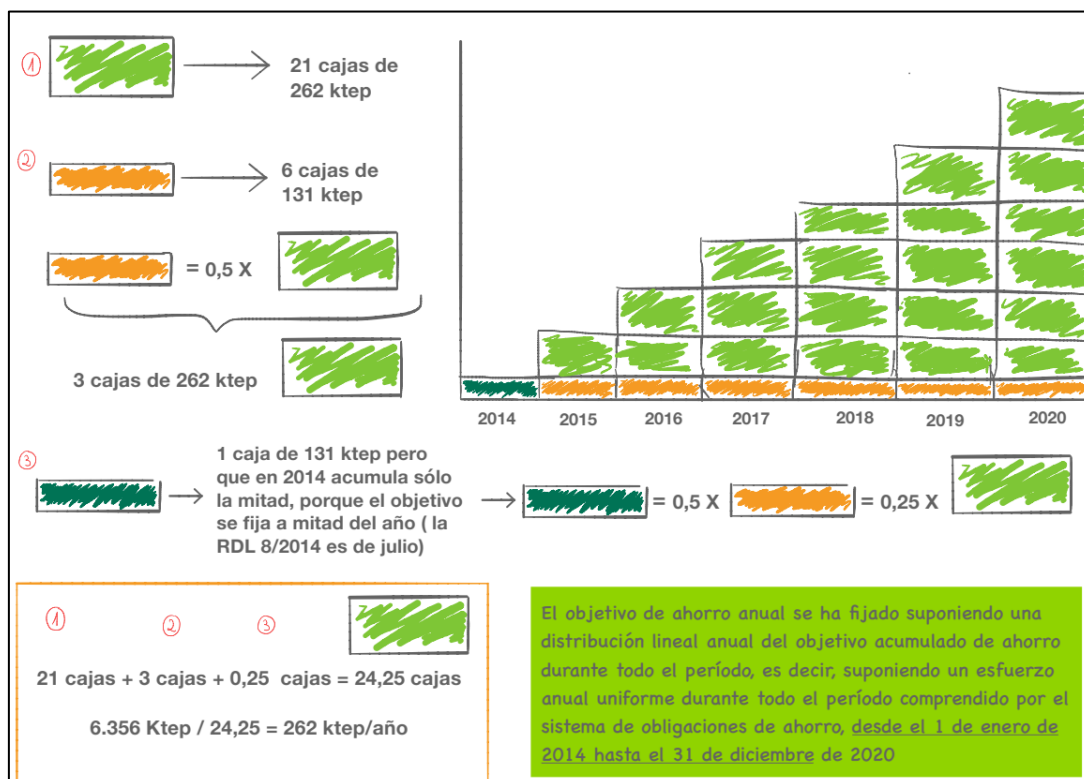 ①
21 cajas de
262 ktep
②
6 cajas de
131 ktep
= 0,5 X
3 cajas de 262 ktep
2014 2015 2016 2017 2018 2019 2020
③
1 caja de 131 ktep pero
que en 2014 acumula sólo
la mitad, porque el objetivo
se fija a mitad del año ( la
RDL 8/2014 es de julio)
= 0,5 X
= 0,25 X
① ② ③
21 cajas + 3 cajas + 0,25 cajas = 24,25 cajas
6.356 Ktep / 24,25 = 262 ktep/año
El objetivo de ahorro anual se ha fijado suponiendo una
distribución lineal anual del objetivo acumulado de ahorro
durante todo el período, es decir, suponiendo un esfuerzo
anual uniforme durante todo el período comprendido por el
sistema de obligaciones de ahorro, desde el 1 de enero de
2014 hasta el 31 de diciembre de 2020